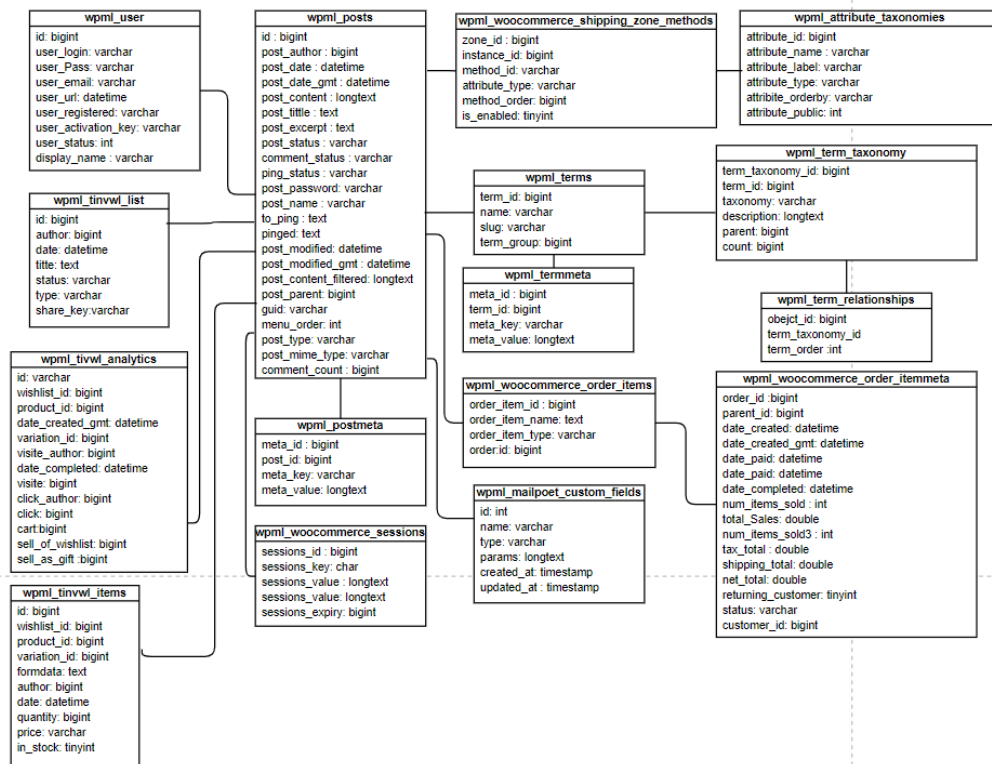 wpml_user
id: bigint
user_login: varchar
user_Pass: varchar
user_email: varchar
user_url: datetime
user_registered: varchar
user_activation_key: varchar
user_status: int
display_name : varchar
wpml_tinvwl_list
id: bigint
author: bigint
date: datetime
titte: text
status: varchar
type: varchar
share_key:varchar
wpml_tivwl_analytics
id: varchar
wishlist_id: bigint
product_id: bigint
date_created_gmt: datetime
variation_id: bigint
visite_author: bigint
date_completed: datetime
visite: bigint
click_author: bigint
click: bigint
cart:bigint
sell_of_wishlist: bigint
sell_as_gift :bigint
wpml_tinvwl_items
id: bigint
wishlist_id: bigint
product_id: bigint
variation_id: bigint
formdata: text
author: bigint
date: datetime
quantity: bigint
price: varchar
in_stock: tinyint
wpml_posts
id : bigint
post_author : bigint
post_date : datetime
post_date_gmt : datetime
post_content : longtext
post_tittle : text
post_excerpt : text
post_status : varchar
comment_status : varchar
ping_status : varchar
post_password: varchar
post_name : varchar
to_ping : text
pinged: text
post_modified: datetime
post_modified_gmt : datetime
post_content_filtered: longtext
post_parent: bigint
guid: varchar
menu_order: int
post_type: varchar
post_mime_type: varchar
comment_count : bigint
wpml_postmeta
meta_id : bigint
post_id: bigint
meta_key: varchar
meta_value: longtext
wpml_woocommerce_sessions
sessions_id : bigint
sessions_key: char
sessions_value : longtext
sessions_value: longtext
sessions_expiry: bigint
wpml_woocommerce_shipping_zone_methods
zone_id : bigint
instance_id: bigint
method_id: varchar
attribute_type: varchar
method_order: bigint
is_enabled: tinyint
wpml_terms
term_id: bigint
name: varchar
slug: varchar
term_group: bigint
wpml_termmeta
meta_id : bigint
term_id: bigint
meta_key: varchar
meta_value: longtext
wpml_woocommerce_order_items
order_item_id : bigint
order_item_name: text
order_item_type: varchar
order:id: bigint
wpml_mailpoet_custom_fields
id: int
name: varchar
type: varchar
params: longtext
created_at: timestamp
updated_at : timestamp
wpml_attribute_taxonomies
attribute_id: bigint
attribute_name : varchar
attribute_label: varchar
attribute_type: varchar
attribite_orderby: varchar
attribute_public: int
wpml_term_taxonomy
term_taxonomy_id: bigint
term_id: bigint
taxonomy: varchar
description: longtext
parent: bigint
count: bigint
wpml_term_relationships
obejct_id: bigint
term_taxonomy_id
term_order :int
wpml_woocommerce_order_itemmeta
order_id :bigint
parent_id: bigint
date_created: datetime
date_created_gmt: datetime
date_paid: datetime
date_paid: datetime
date_completed: datetime
num_items_sold : int
total_Sales: double
num_items_sold3 : int
tax_total : double
shipping_total: double
net_total: double
returning_customer: tinyint
status: varchar
customer_id: bigint